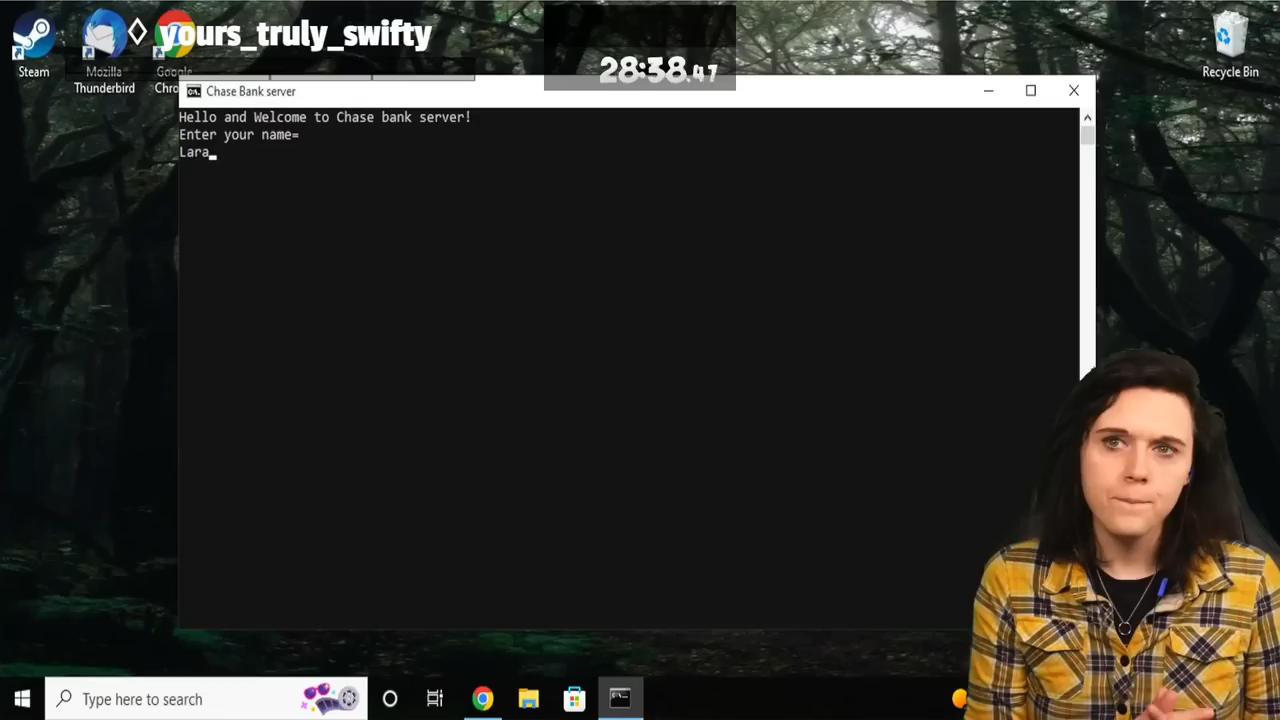 yours_truly_swifty
28:38.47
Steam
Mozilla
Thunderbird
Google
Chro
Recycle Bin
Chase Bank server
Hello and Welcome to Chase bank server!
Enter your name=
Lara
Type here to search